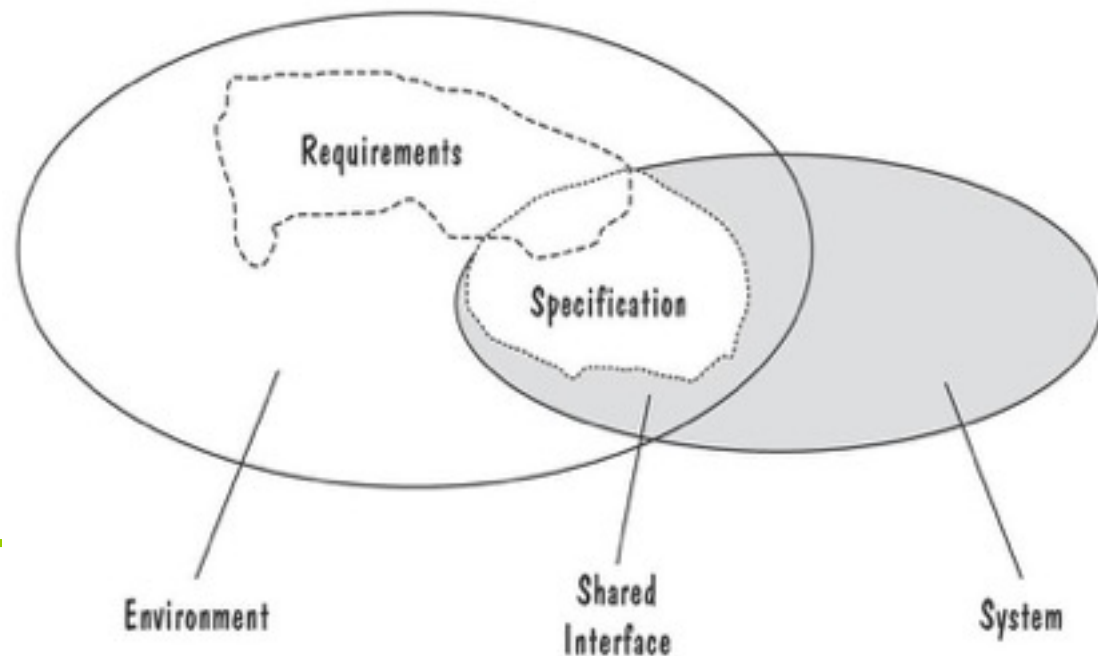 Requirements
Specification
Environment
Shared
Interface
System